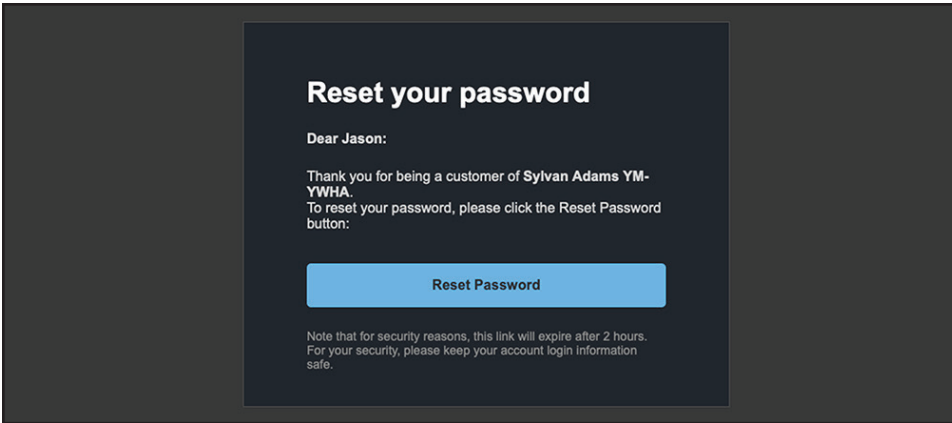 Reset your password
Dear Jason:
Thank you for being a customer of Sylvan Adams YM-
YWHA.
To reset your password, please click the Reset Password
button:
Reset Password
Note that for security reasons, this link will expire after 2 hours.
For your security, please keep your account login information
safe.